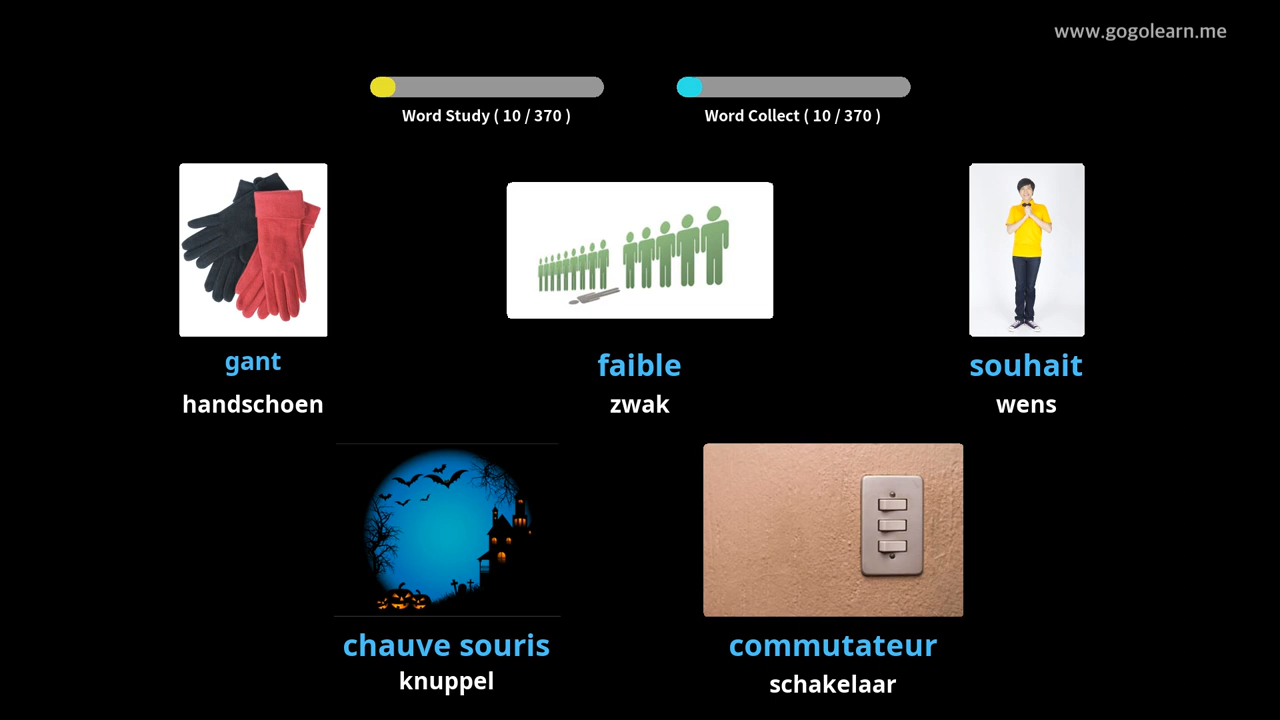 www.gogolearn.me
Word Study ( 10 / 370 )
Word Collect ( 10 / 370 )
gant
handschoen
faible
zwak
souhait
wens
chauve souris
knuppel
commutateur
schakelaar